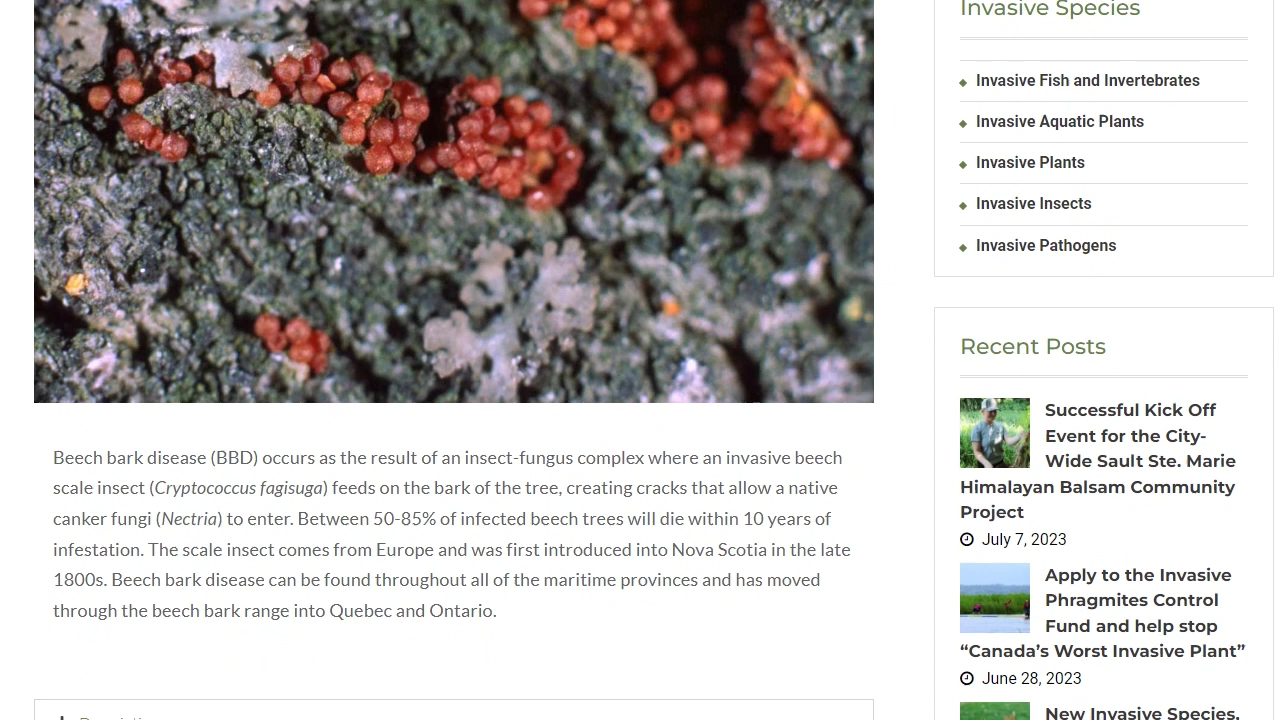 Beech bark disease (BBD) occurs as the result of an insect-fungus complex where an invasive beech
scale insect (Cryptococcus fagisuga) feeds on the bark of the tree, creating cracks that allow a native
canker fungi (Nectria) to enter. Between 50-85% of infected beech trees will die within 10 years of
infestation. The scale insect comes from Europe and was first introduced into Nova Scotia in the late
1800s. Beech bark disease can be found throughout all of the maritime provinces and has moved
through the beech bark range into Quebec and Ontario.
Invasive Species
Invasive Fish and Invertebrates
Invasive Aquatic Plants
Invasive Plants
Invasive Insects
Invasive Pathogens
Recent Posts
Successful Kick Off
Event for the City-
Wide Sault Ste. Marie
Himalayan Balsam Community
Project
July 7, 2023
Apply to the Invasive
Phragmites Control
Fund and help stop
“Canada’s Worst Invasive Plant”
June 28, 2023
New Invasive Species,